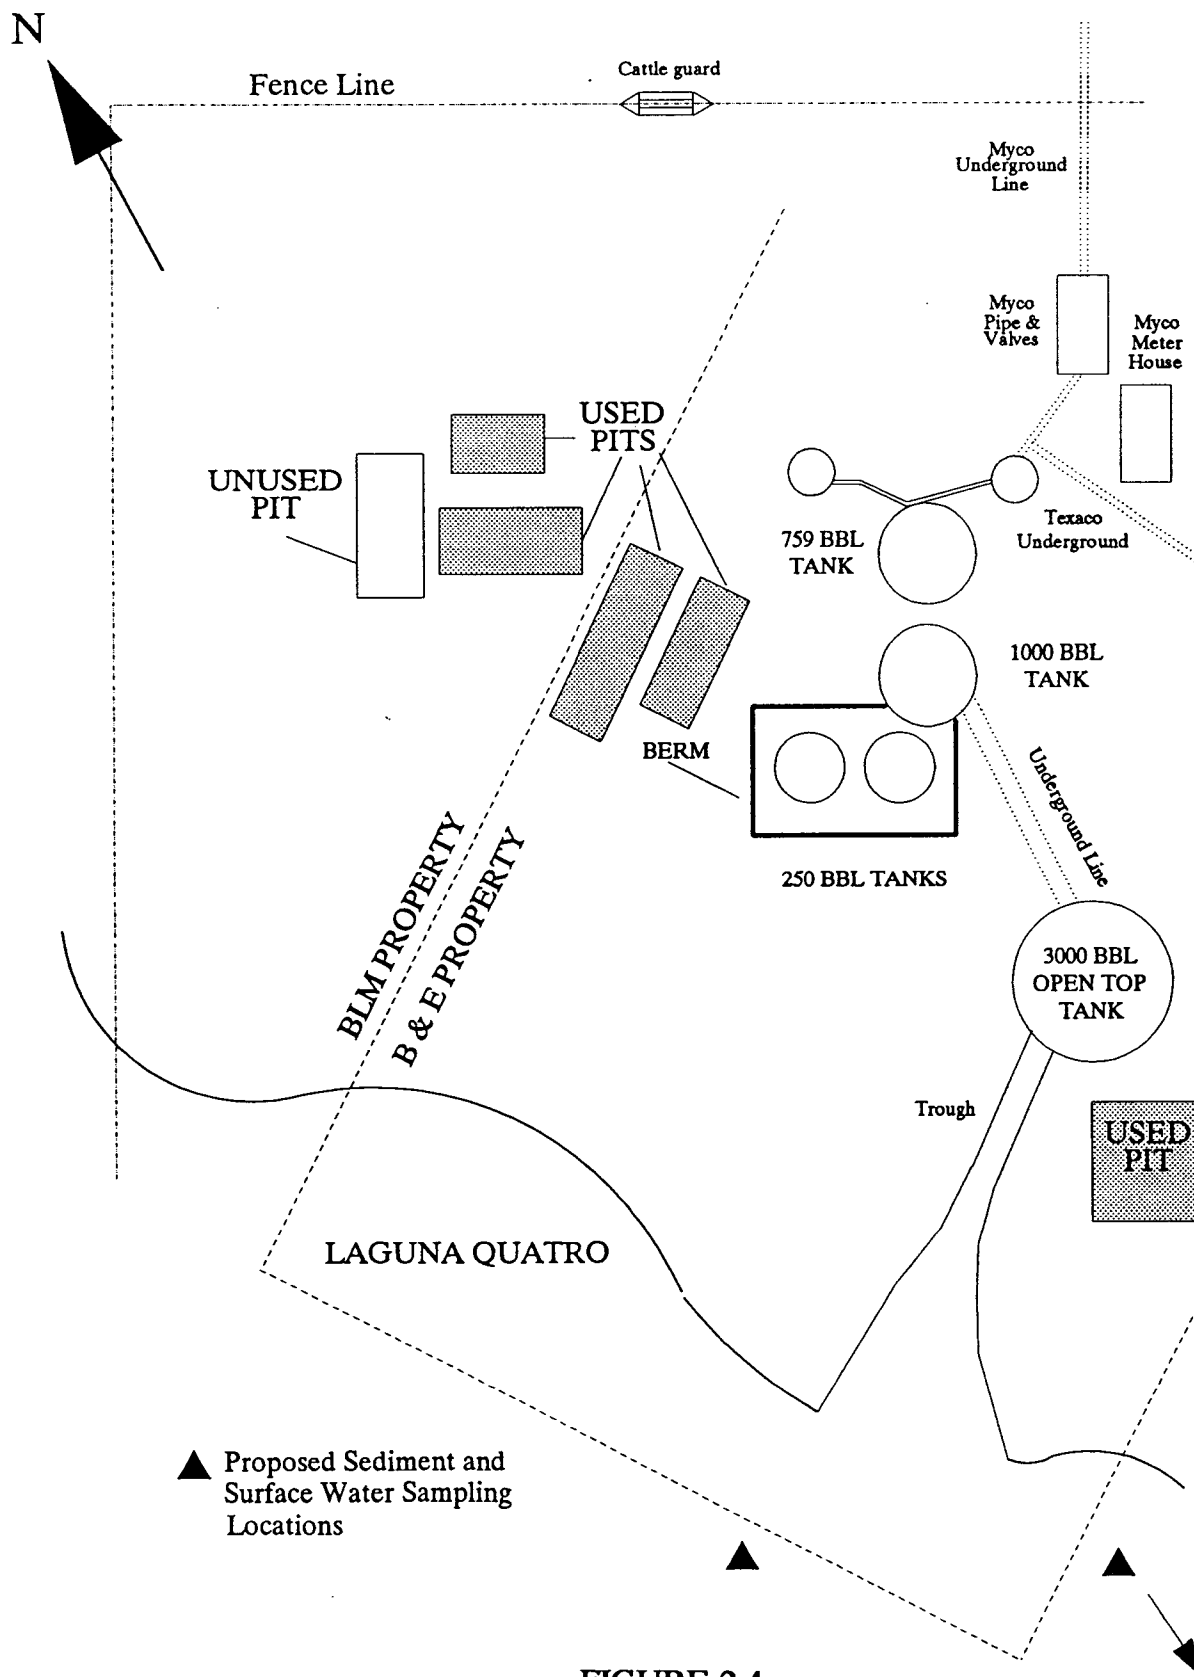 N
Fence Line
Cattle guard
Myco
Underground
Line
Myco
Pipe &
Valves
Myco
Meter
House
USED
PITS
UNUSED
PIT
759 BBL
TANK
Texaco
Underground
1000 BBL
TANK
BERM
Underground Line
250 BBL TANKS
BLM PROPERTY
B & E PROPERTY
3000 BBL
OPEN TOP
TANK
Trough
USED
PIT
LAGUNA QUATRO
Proposed Sediment and
Surface Water Sampling
Locations
FIGURE